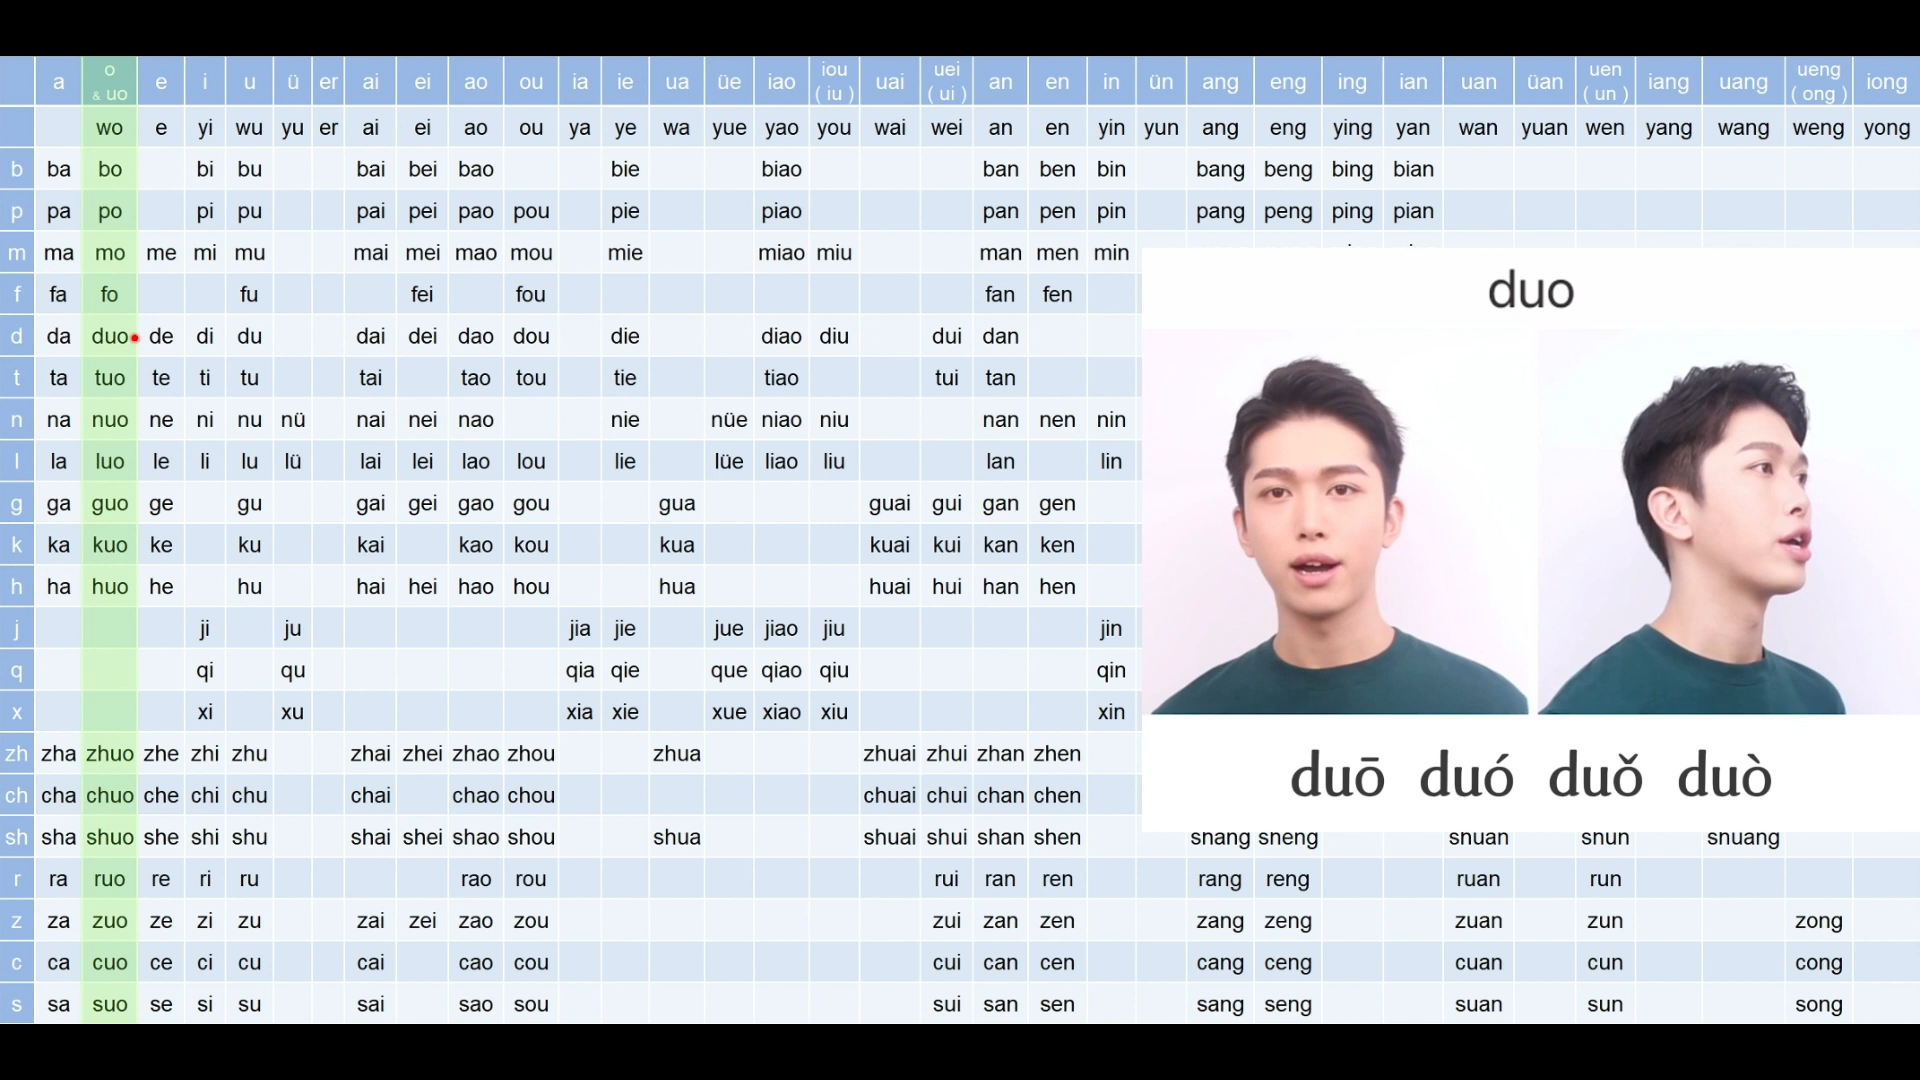 a o & uo e i u ü er ai ei ao ou ia ie ua üe iao iou ( iu ) uai uei ( ui ) an en in ün ang eng ing ian uan üan uen ( un ) iang uang ueng ( ong ) iong
wo e yi wu yu er ai ei ao ou ya ye wa yue yao you wai wei an en yin yun ang eng ying yan wan yuan wen yang wang weng yong
b ba bo bi bu bai bei bao bie biao ban ben bin bang beng bing bian
p pa po pi pu pai pei pao pou pie piao pan pen pin pang peng ping pian
m ma mo me mi mu mai mei mao mou mie miao miu man men min
f fa fo fu fei fou fan fen
d da duo de di du dai dei dao dou die diao diu dui dan
t ta tuo te ti tu tai tao tou tie tiao tui tan
n na nuo ne ni nu nü nai nei nao nie nüe niao niu nan nen nin
l la luo le li lu lü lai lei lao lou lie lüe liao liu lan lin
g ga guo ge gu gai gei gao gou gua guai gui gan gen
k ka kuo ke ku kai kao kou kua kuai kui kan ken
h ha huo he hu hai hei hao hou hua huai hui han hen
j ji ju jia jie jue jiao jiu jin
q qi qu qia qie que qiao qiu qin
x xi xu xia xie xue xiao xiu xin
zh zha zhuo zhe zhi zhu zhai zhei zhao zhou zhua zhuai zhui zhan zhen
ch cha chuo che chi chu chai chao chou chuai chui chan chen
sh sha shuo she shi shu shai shei shao shou shua shuai shui shan shen shang sheng shuan shun shuang
r ra ruo re ri ru rao rou rui ran ren rang reng ruan run
z za zuo ze zi zu zai zei zao zou zui zan zen zang zeng zuan zun zong
c ca cuo ce ci cu cai cao cou cui can cen cang ceng cuan cun cong
s sa suo se si su sai sao sou sui san sen sang seng suan sun song
duo
duō duó duǒ duò